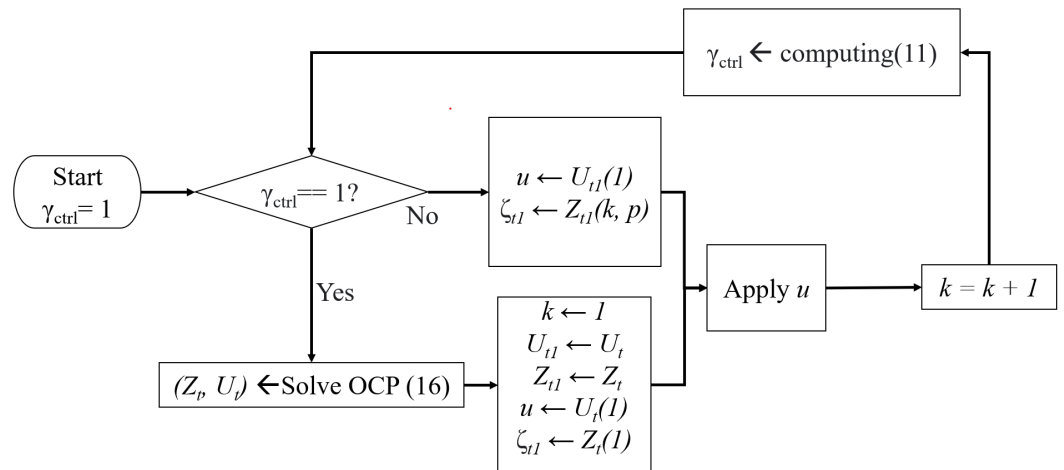 γctrl ← computing(11)
Start
γctrl= 1
γctrl== 1?
No
Yes
u ← Ut1(1)
ζt1 ← Zt1(k, p)
Apply u
k = k + 1
(Zt, Ut) ←Solve OCP (16)
k ← 1
Ut1 ← Ut
Zt1 ← Zt
u ← Ut(1)
ζt1 ← Zt(1)